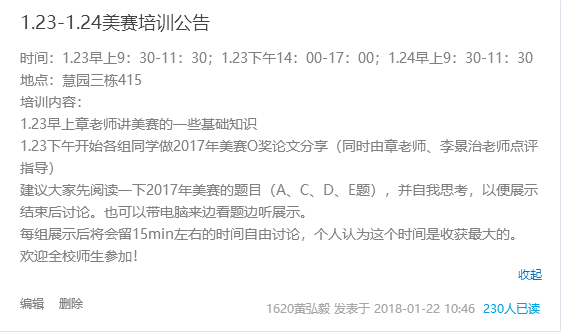 1.23-1.24美赛培训公告
时间：1.23早上9：30-11：30；1.23下午14：00-17：00；1.24早上9：30-11：30
地点：慧园三栋415
培训内容：
1.23早上章老师讲美赛的一些基础知识
1.23下午开始各组同学做2017年美赛O奖论文分享（同时由章老师、李景治老师点评
指导）
建议大家先阅读一下2017年美赛的题目（A、C、D、E题），并自我思考，以便展示
结束后讨论。也可以带电脑来边看题边听展示。
每组展示后将会留15min左右的时间自由讨论，个人认为这个时间是收获最大的。
欢迎全校师生参加！
收起
编辑 删除
1620黄弘毅 发表于 2018-01-22 10:46 230人已读